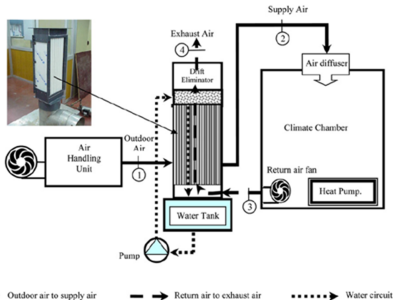 Supply Air
Exhaust Air
4
2
Drift
Eliminator
Air diffuser
Outdoor
Air
Air
Handling
Unit
1
Climate Chamber
Return air fan
Heat Pump.
3
Water Tank
Pump
Outdoor air to supply air
Return air to exhaust air
Water circuit